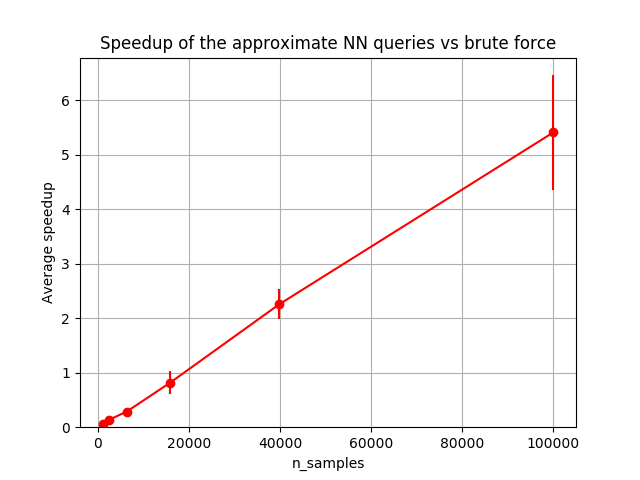 Speedup of the approximate NN queries vs brute force
6
5
4
3
2
1
0
Average speedup
0 20000 40000 60000 80000 100000
n_samples